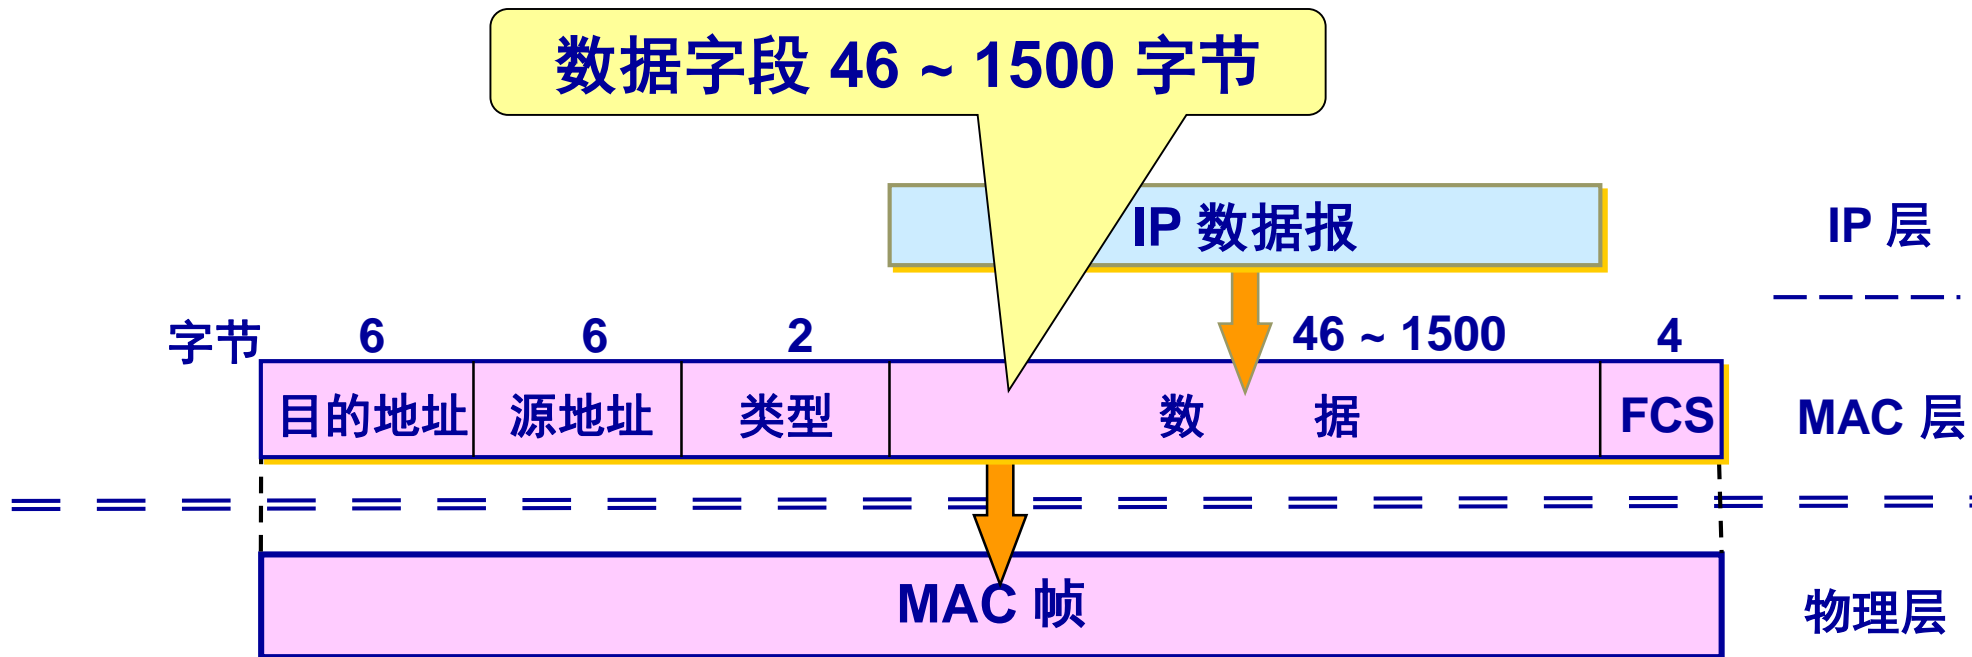 数据字段 46 ~ 1500 字节
IP 数据报
IP 层
字节 6 6 2 46 ~ 1500 4
目的地址 源地址 类型 数 据 FCS MAC 层
MAC 帧
物理层